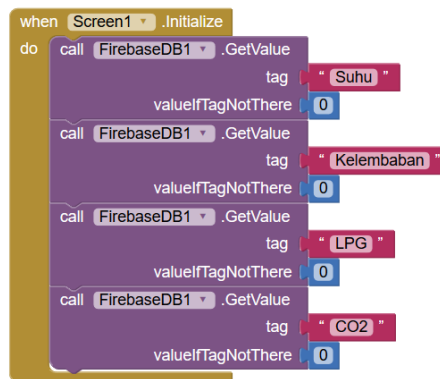 when Screen1 .Initialize
do call FirebaseDB1 .GetValue
tag " Suhu "
valueIfTagNotThere 0
call FirebaseDB1 .GetValue
tag " Kelembaban "
valueIfTagNotThere 0
call FirebaseDB1 .GetValue
tag " LPG "
valueIfTagNotThere 0
call FirebaseDB1 .GetValue
tag " CO2 "
valueIfTagNotThere 0